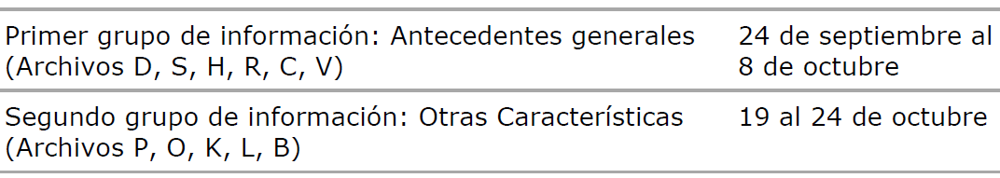 Primer grupo de información: Antecedentes generales
(Archivos D, S, H, R, C, V)
24 de septiembre al
8 de octubre
Segundo grupo de información: Otras Características
(Archivos P, O, K, L, B)
19 al 24 de octubre